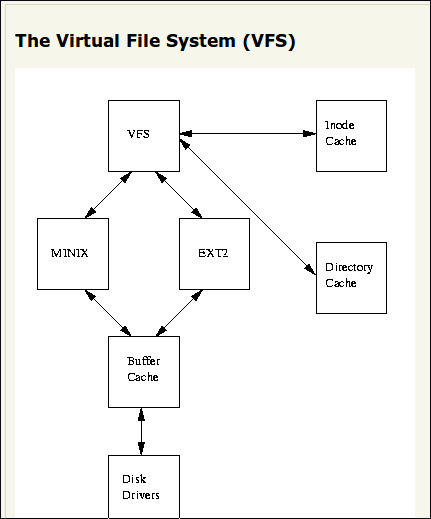 The Virtual File System (VFS)
VFS
Inode
Cache
MINIX
EXT2
Directory
Cache
Buffer
Cache
Disk
Drivers